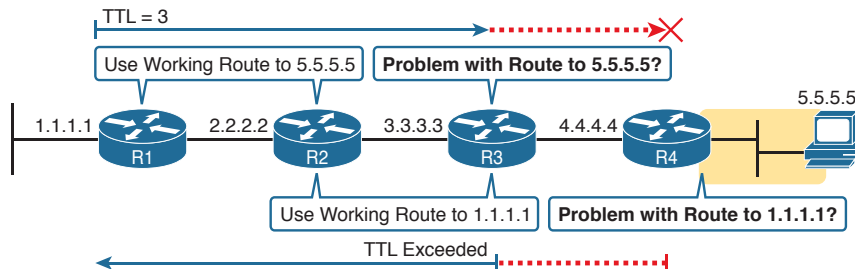 TTL = 3
Use Working Route to 5.5.5.5
Problem with Route to 5.5.5.5?
5.5.5.5
1.1.1.1
2.2.2.2
3.3.3.3
4.4.4.4
R1
R2
R3
R4
Use Working Route to 1.1.1.1
Problem with Route to 1.1.1.1?
TTL Exceeded